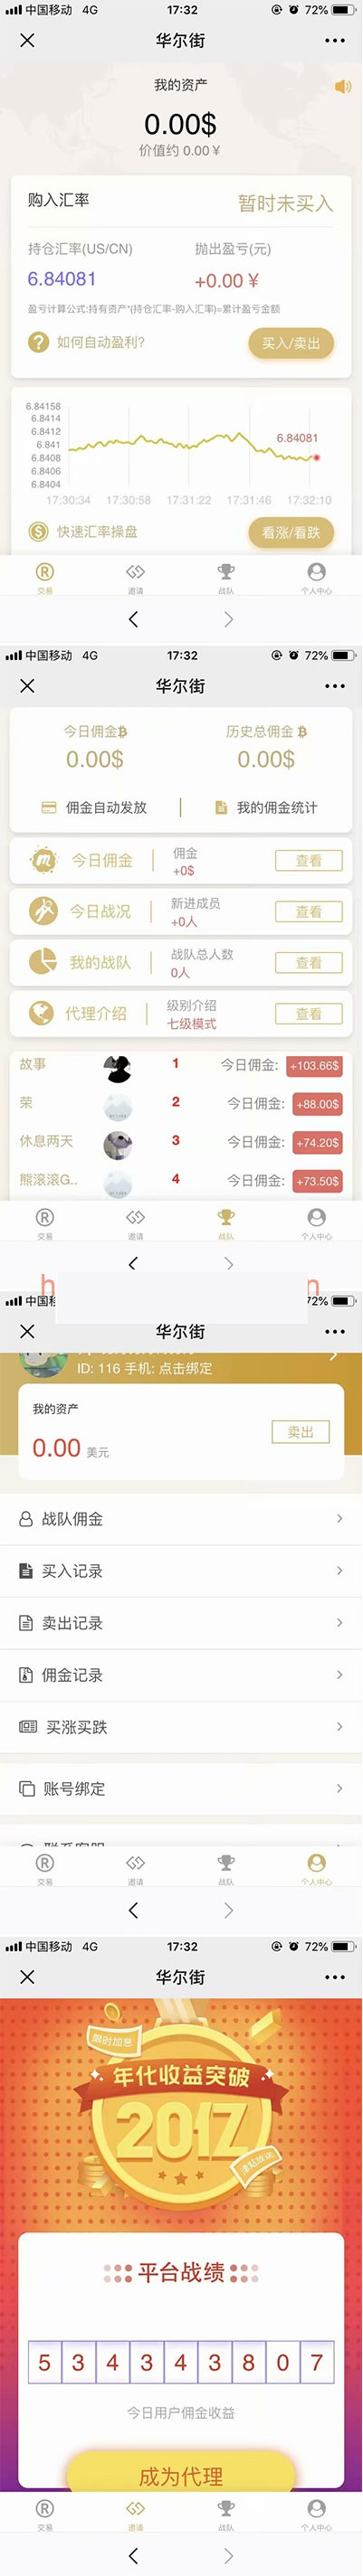 中国移动 4G 17:32 72%
华尔街
我的资产
0.00$
价值约 0.00 ¥
购入汇率 暂时未买入
持仓汇率(US/CN) 抛出盈亏(元)
6.84081 +0.00 ¥
盈亏计算公式:持有资产*(持仓汇率-购入汇率)=累计盈亏金额
如何自动盈利? 买入/卖出
6.84158
6.8414
6.8412
6.841
6.8408
6.8406
6.8404
6.84081
17:30:34 17:30:58 17:31:22 17:31:46 17:32:10
快速汇率操盘 看涨/看跌
交易 邀请 战队 个人中心
中国移动 4G 17:32 72%
华尔街
今日佣金 历史总佣金
0.00$ 0.00$
佣金自动发放 我的佣金统计
今日佣金 佣金 查看
+0$
今日战况 新进成员 查看
+0人
我的战队 战队总人数 查看
0人
代理介绍 级别介绍 查看
七级模式
故事 1 今日佣金: +103.66$
荣 2 今日佣金: +88.00$
休息两天 3 今日佣金: +74.20$
熊滚滚G.. 4 今日佣金: +73.50$
交易 邀请 战队 个人中心
h n
中国移 72%
华尔街
ID: 116 手机: 点击绑定
我的资产
0.00 美元 卖出
战队佣金
买入记录
卖出记录
佣金记录
买涨买跌
账号绑定
交易 邀请 战队 个人中心
中国移动 4G 17:32 72%
华尔街
限时加息
年化收益突破
2017
平台战绩
5 3 4 3 4 3 8 0 7
今日用户佣金收益
成为代理
交易 邀请 战队 个人中心